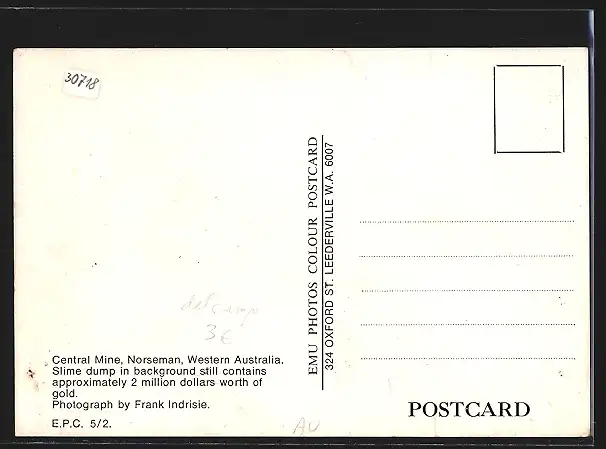 30718
delcampe
3€
Central Mine, Norseman, Western Australia.
Slime dump in background still contains
approximately 2 million dollars worth of
gold.
Photograph by Frank Indrisie.
E.P.C. 5/2.
AU
EMU PHOTOS COLOUR POSTCARD
324 OXFORD ST. LEEDERVILLE W.A. 6007
POSTCARD